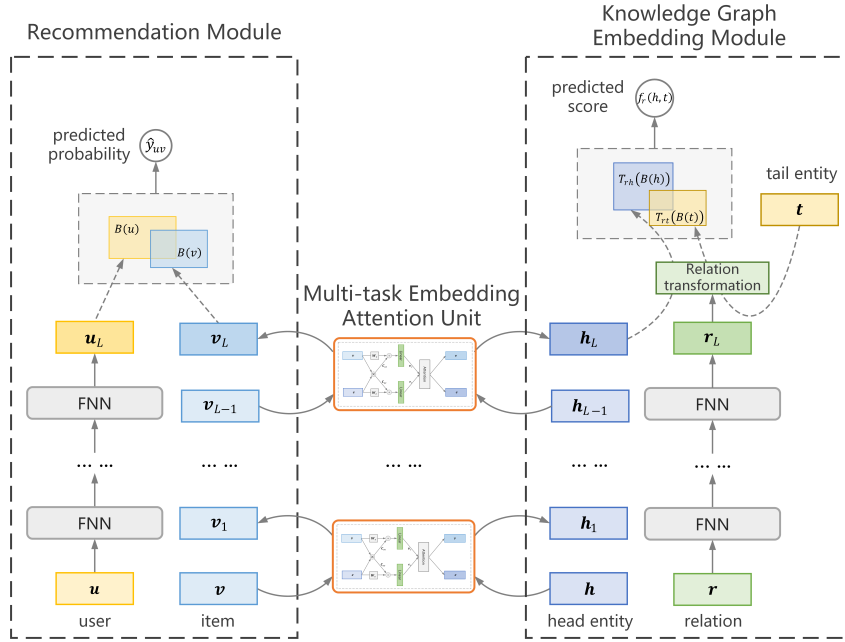 Recommendation Module
Knowledge Graph
Embedding Module
predicted
probability
ŷ_uv
predicted
score
f_r(h,t)
B(u)
B(v)
T_rh(B(h))
T_rt(B(t))
tail entity
t
Relation
transformation
Multi-task Embedding
Attention Unit
u_L
v_L
h_L
r_L
FNN
v_{L−1}
h_{L−1}
FNN
... ...
... ...
... ...
... ...
... ...
FNN
v_1
h_1
FNN
u
v
h
r
user
item
head entity
relation